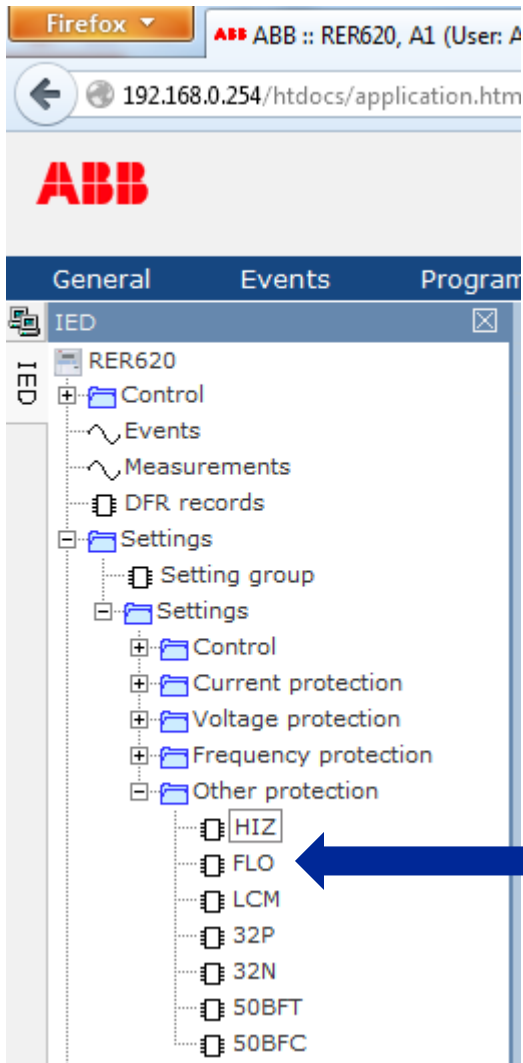 Firefox
ABB ABB :: RER620, A1 (User: A
192.168.0.254/htdocs/application.htm
ABB
General Events Program
IED
IED
RER620
Control
Events
Measurements
DFR records
Settings
Setting group
Settings
Control
Current protection
Voltage protection
Frequency protection
Other protection
HIZ
FLO
LCM
32P
32N
50BFT
50BFC